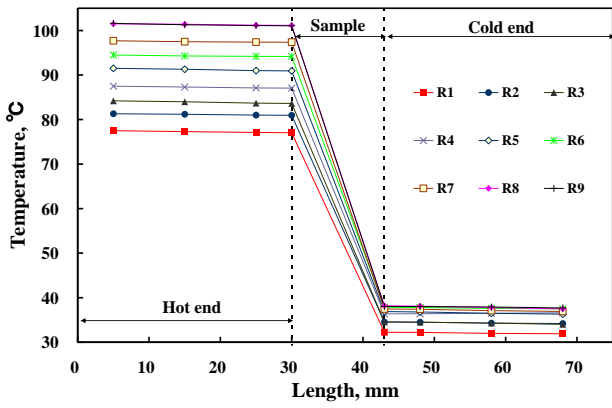 Temperature, ℃
100
90
80
70
60
50
40
30
Sample
Cold end
R1
R2
R3
R4
R5
R6
R7
R8
R9
Hot end
0
10
20
30
40
50
60
70
Length, mm